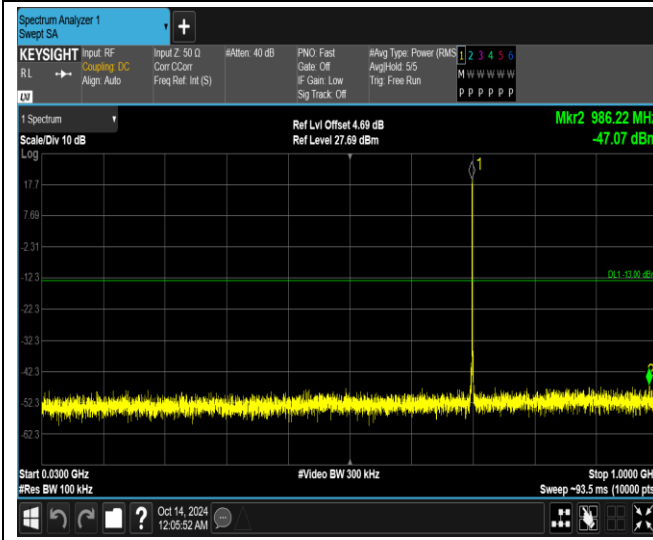 Spectrum Analyzer 1
Swept SA
+
KEYSIGHT
RL
LXI
Input: RF
Coupling: DC
Align: Auto
Input Z: 50 Ω
Corr CCorr
Freq Ref: Int (S)
#Atten: 40 dB
PNO: Fast
Gate: Off
IF Gain: Low
Sig Track: Off
#Avg Type: Power (RMS
Avg|Hold: 5/5
Trig: Free Run
1 2 3 4 5 6
M W W W W W
P P P P P P
1 Spectrum
Scale/Div 10 dB
Log
Ref Lvl Offset 4.69 dB
Ref Level 27.69 dBm
Mkr2 986.22 MHz
-47.07 dBm
1
17.7
7.69
-2.31
-12.3
DL1 -13.00 dBm
-22.3
-32.3
-42.3
2
-52.3
-62.3
Start 0.0300 GHz
#Res BW 100 kHz
#Video BW 300 kHz
Stop 1.0000 GH
Sweep ~93.5 ms (10000 pts
?
Oct 14, 2024
12:05:52 AM